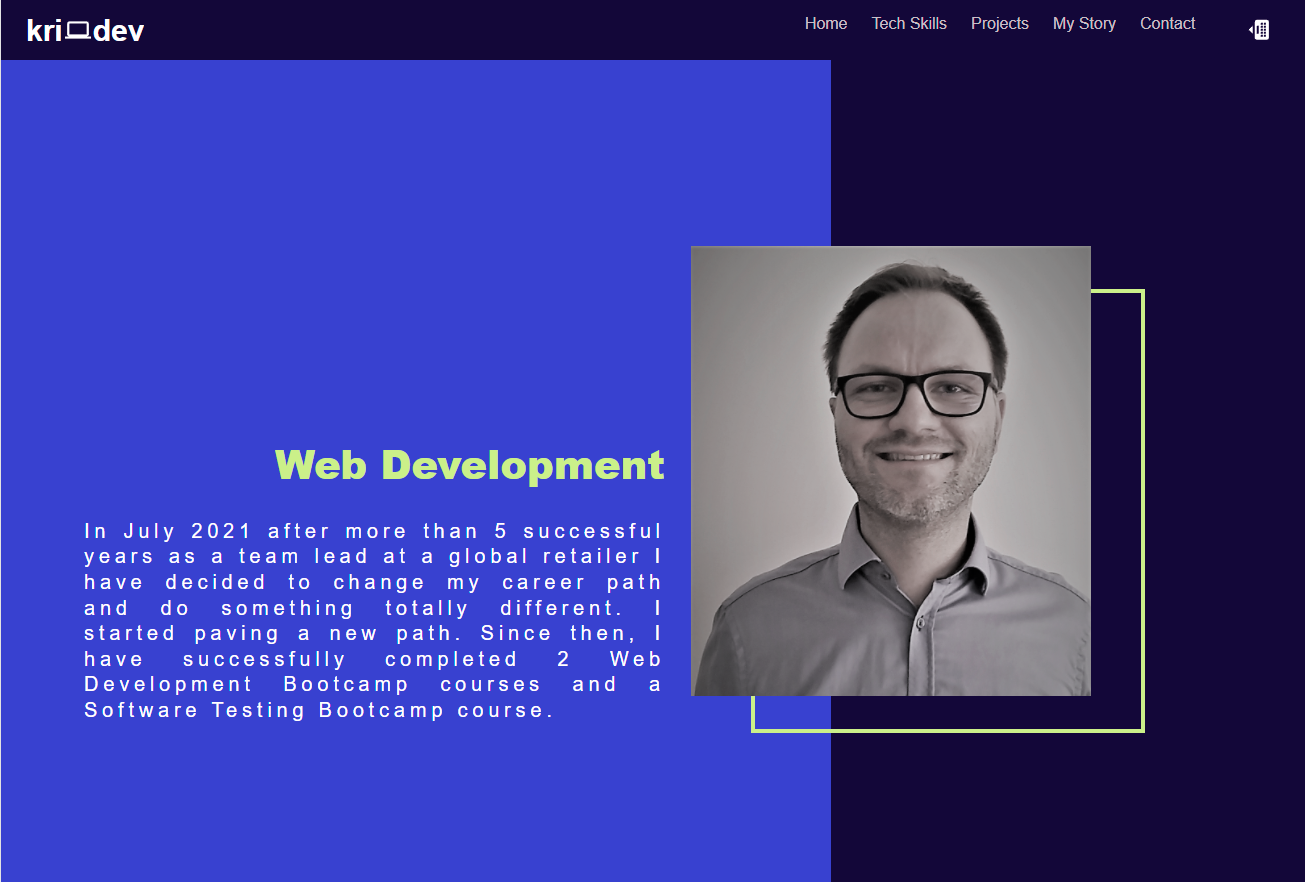 kri dev
Home Tech Skills Projects My Story Contact
Web Development
In July 2021 after more than 5 successful
years as a team lead at a global retailer I
have decided to change my career path
and do something totally different. I
started paving a new path. Since then, I
have successfully completed 2 Web
Development Bootcamp courses and a
Software Testing Bootcamp course.